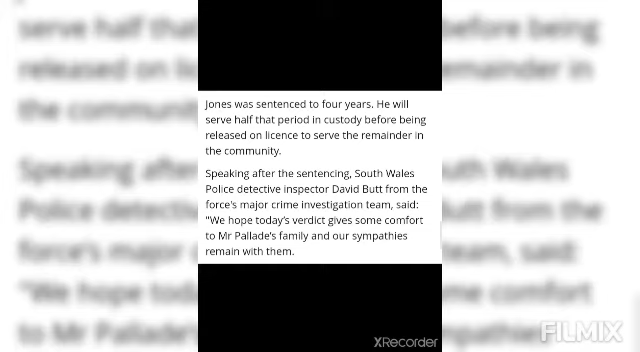 Jones was sentenced to four years. He will
serve half that period in custody before being
released on licence to serve the remainder in
the community.
Speaking after the sentencing, South Wales
Police detective inspector David Butt from the
force's major crime investigation team, said:
"We hope today's verdict gives some comfort
to Mr Pallade's family and our sympathies
remain with them.
XRecorder
FILMIX